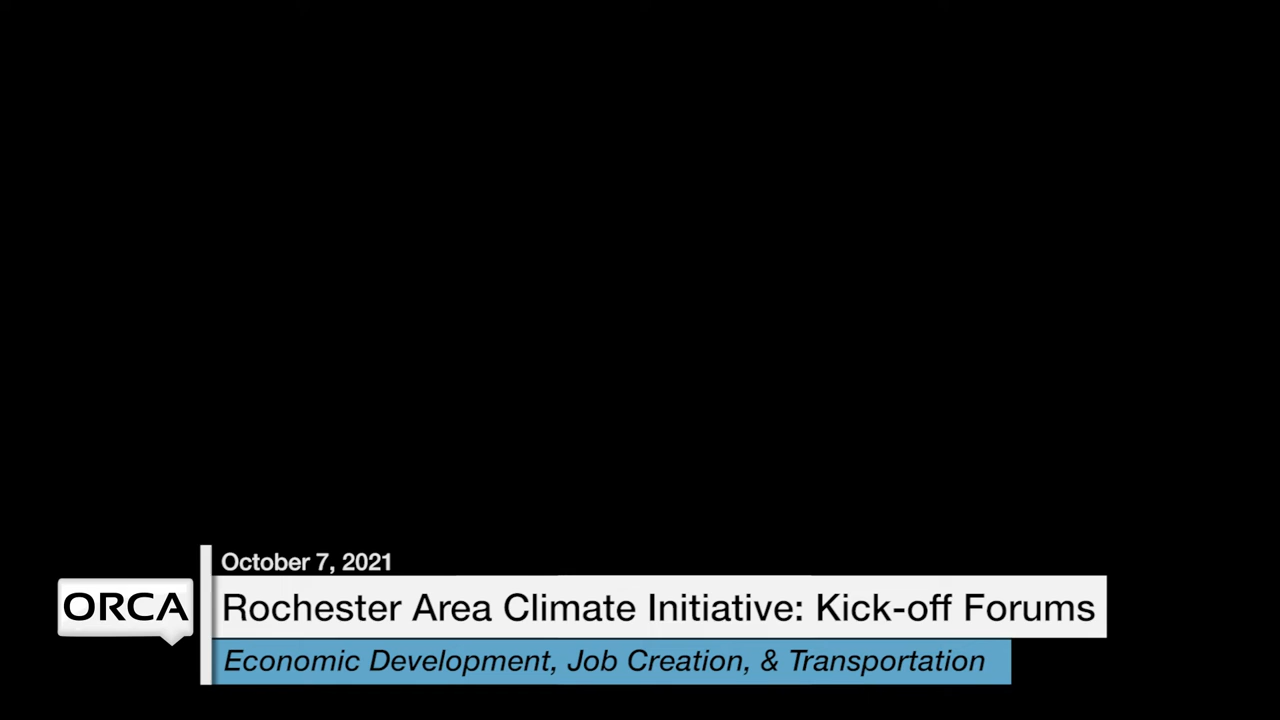 October 7, 2021
ORCA
Rochester Area Climate Initiative: Kick-off Forums
Economic Development, Job Creation, & Transportation